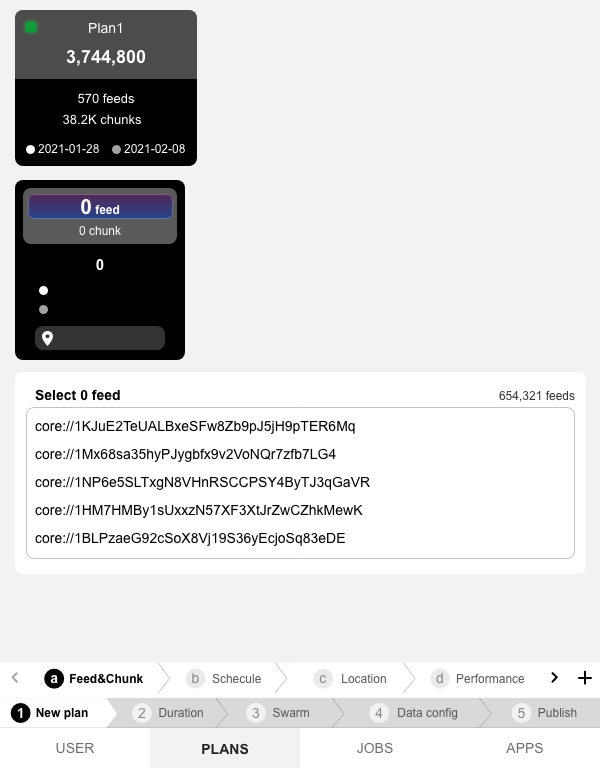 Plan1
3,744,800
570 feeds
38.2K chunks
2021-01-28 2021-02-08
0 feed
0 chunk
0
Select 0 feed 654,321 feeds
core://1KJuE2TeUALBxeSFw8Zb9pJ5jH9pTER6Mq
core://1Mx68sa35hyPJygbfx9v2VoNQr7zfb7LG4
core://1NP6e5SLTxgN8VHnRSCCPSY4ByTJ3qGaVR
core://1HM7HMBy1sUxxzN57XF3XtJrZwCZhkMewK
core://1BLPzaeG92cSoX8Vj19S36yEcjoSq83eDE
a Feed&Chunk b Schecule c Location d Performance
1 New plan 2 Duration 3 Swarm 4 Data config 5 Publish
USER PLANS JOBS APPS